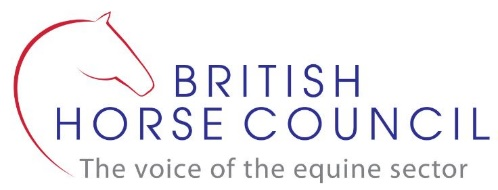 BRITISH
HORSE COUNCIL
The voice of the equine sector